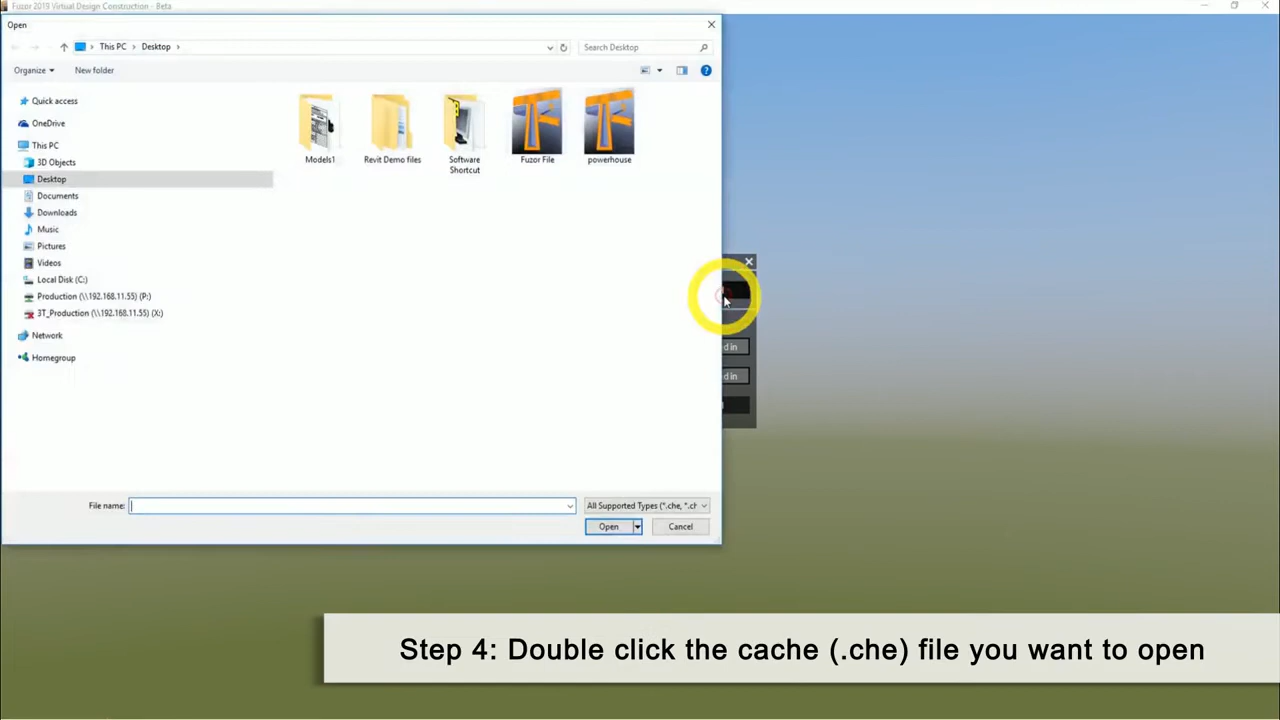 Fuzor 2019 Virtual Design Construction - Beta
Open
This PC > Desktop >
Search Desktop
Organize
New folder
Quick access
OneDrive
This PC
3D Objects
Desktop
Documents
Downloads
Music
Pictures
Videos
Local Disk (C:)
Production (\\192.168.11.55) (P:)
3T_Production (\\192.168.11.55) (X:)
Network
Homegroup
Models1
Revit Demo files
Software
Shortcut
Fuzor File
powerhouse
d in
d in
File name:
All Supported Types (*.che, *.ch
Open
Cancel
Step 4: Double click the cache (.che) file you want to open